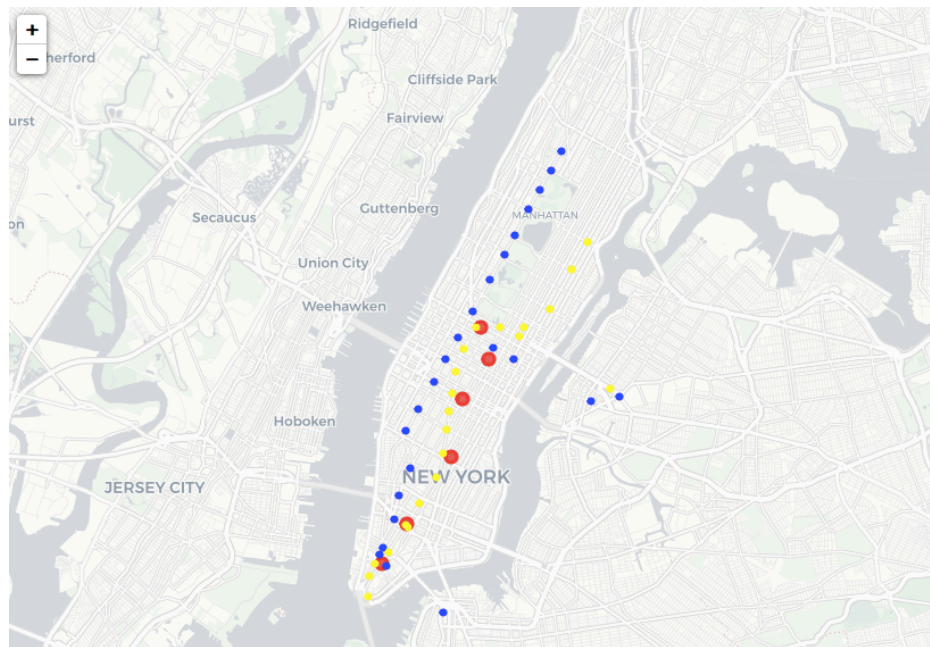 Ridgefield
+
−
herford
Cliffside Park
urst
Fairview
Guttenberg
Secaucus
MANHATTAN
on
Union City
Weehawken
Hoboken
NEW YORK
JERSEY CITY